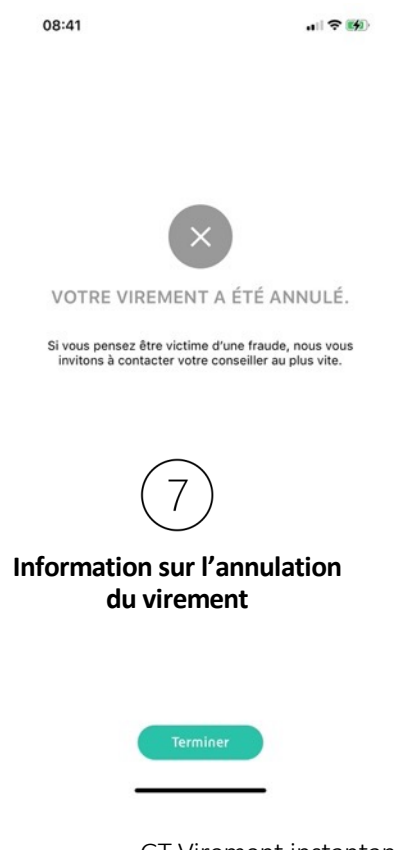 08:41
VOTRE VIREMENT A ÉTÉ ANNULÉ.
Si vous pensez être victime d'une fraude, nous vous
invitons à contacter votre conseiller au plus vite.
7
Information sur l'annulation
du virement
Terminer